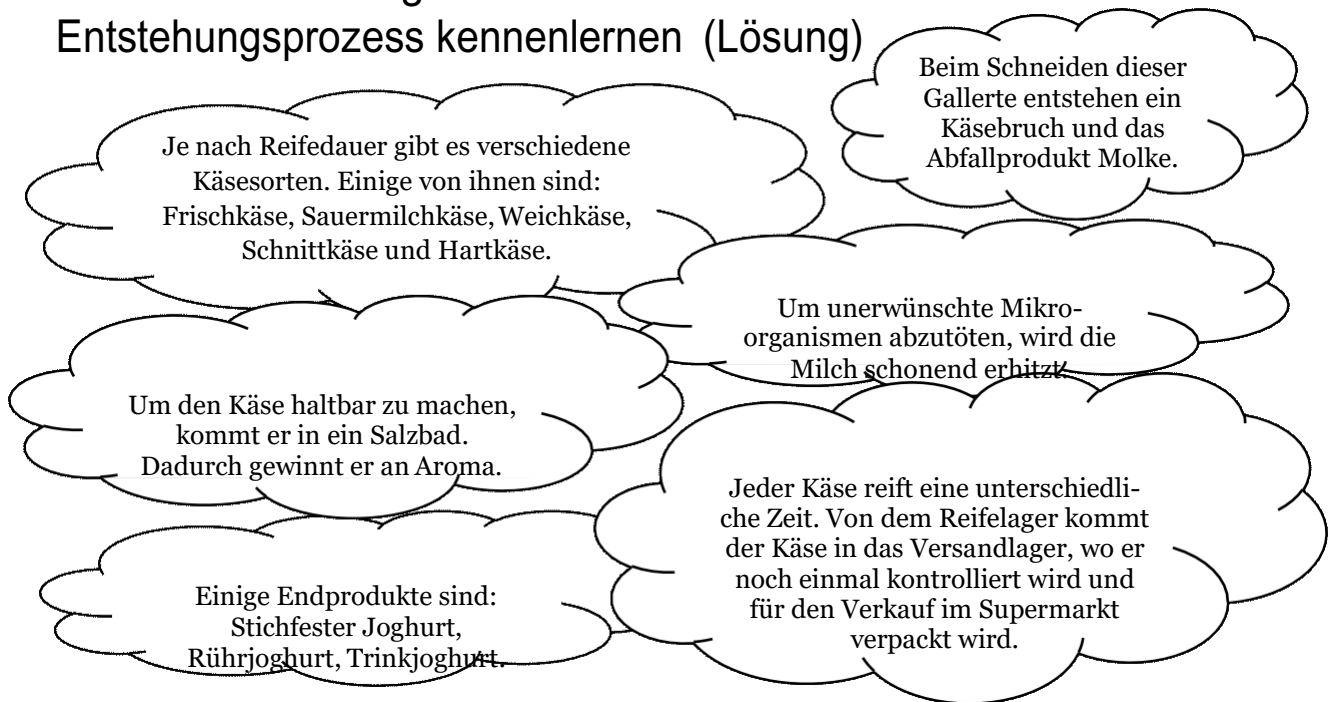 Entstehungsprozess kennenlernen (Lösung)
Beim Schneiden dieser
Gallerte entstehen ein
Käsebruch und das
Abfallprodukt Molke.
Je nach Reifedauer gibt es verschiedene
Käsesorten. Einige von ihnen sind:
Frischkäse, Sauermilchkäse, Weichkäse,
Schnittkäse und Hartkäse.
Um unerwünschte Mikro-
organismen abzutöten, wird die
Milch schonend erhitzt.
Um den Käse haltbar zu machen,
kommt er in ein Salzbad.
Dadurch gewinnt er an Aroma.
Jeder Käse reift eine unterschiedli-
che Zeit. Von dem Reifelager kommt
der Käse in das Versandlager, wo er
noch einmal kontrolliert wird und
für den Verkauf im Supermarkt
verpackt wird.
Einige Endprodukte sind:
Stichfester Joghurt,
Rührjoghurt, Trinkjoghurt.